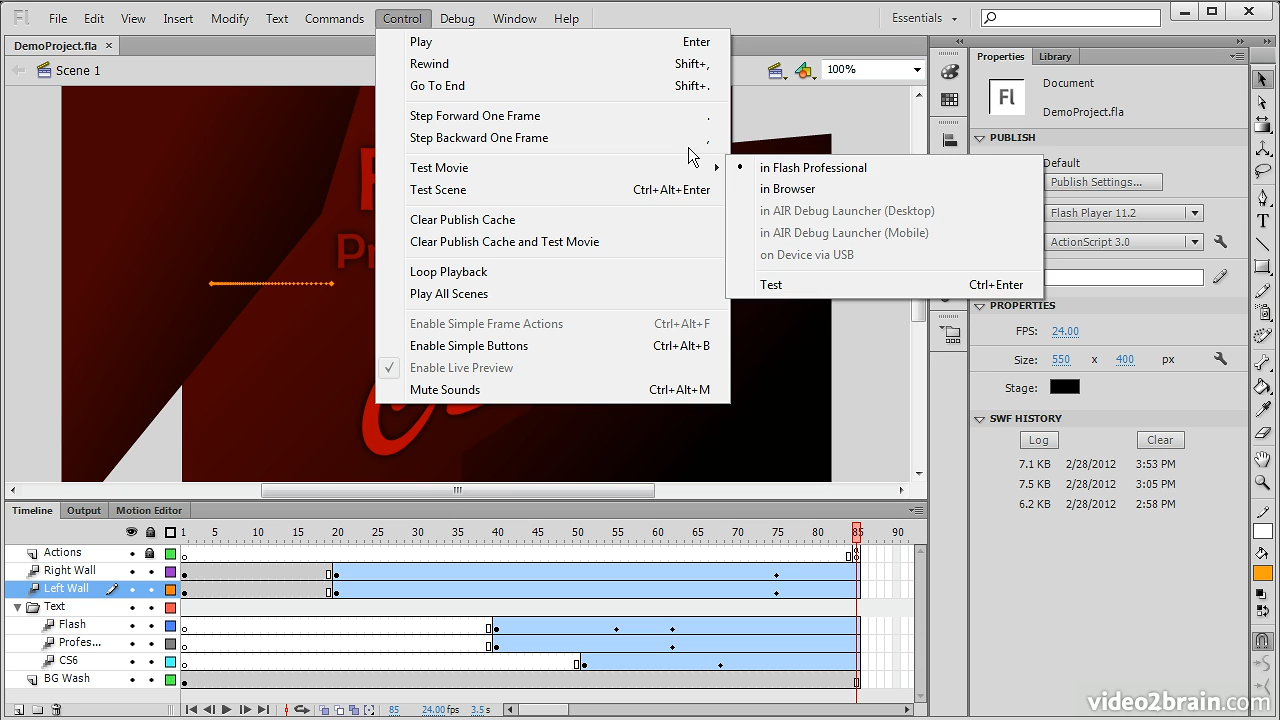 Fl File Edit View Insert Modify Text Commands Control Debug Window Help Essentials
DemoProject.fla ×
Scene 1
100%
Play Enter
Rewind Shift+,
Go To End Shift+.
Step Forward One Frame .
Step Backward One Frame ,
Test Movie
Test Scene Ctrl+Alt+Enter
Clear Publish Cache
Clear Publish Cache and Test Movie
Loop Playback
Play All Scenes
Enable Simple Frame Actions Ctrl+Alt+F
Enable Simple Buttons Ctrl+Alt+B
Enable Live Preview
Mute Sounds Ctrl+Alt+M
in Flash Professional
in Browser
in AIR Debug Launcher (Desktop)
in AIR Debug Launcher (Mobile)
on Device via USB
Test Ctrl+Enter
Properties Library
Fl
Document
DemoProject.fla
PUBLISH
Default
Publish Settings...
Flash Player 11.2
ActionScript 3.0
PROPERTIES
FPS: 24.00
Size: 550 400 px
Stage:
SWF HISTORY
Log Clear
7.1 KB 2/28/2012 3:53 PM
7.5 KB 2/28/2012 3:05 PM
6.2 KB 2/28/2012 2:58 PM
Timeline Output Motion Editor
1 5 10 15 20 25 30 35 40 45 50 55 60 65 70 75 80 85 90
Actions
Right Wall
Left Wall
Text
Flash
Profes...
CS6
BG Wash
85 24.00 fps 3.5 s
video2brain.com